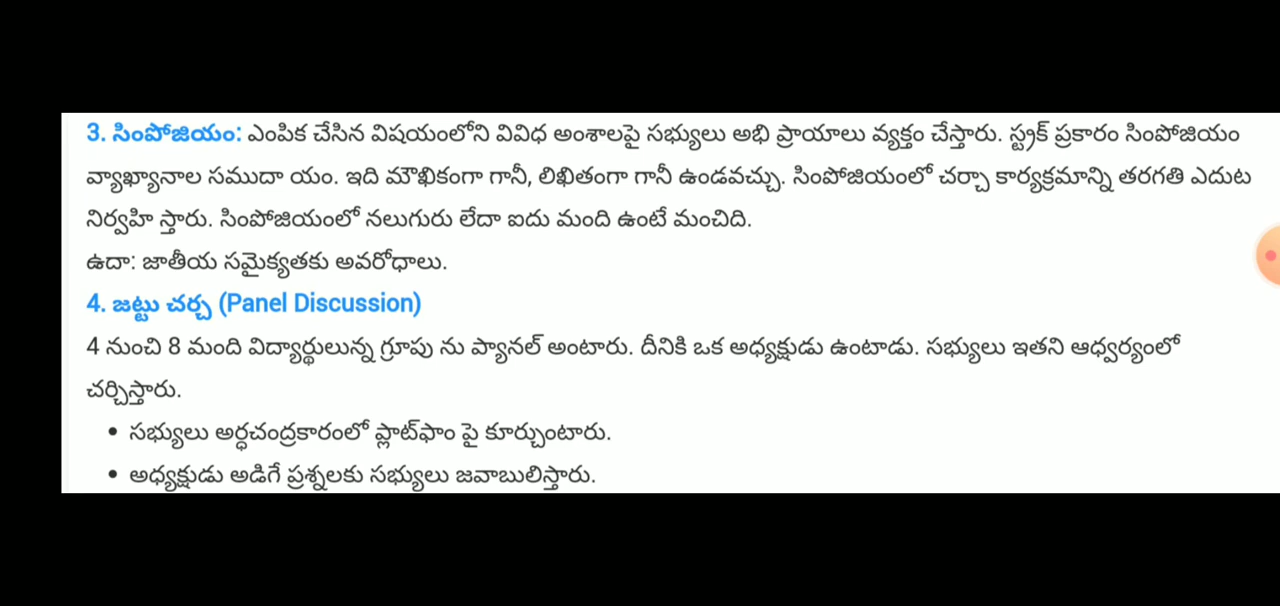 3. సింపోజియం: ఎంపిక చేసిన విషయంలోని వివిధ అంశాలపై సభ్యులు అభి ప్రాయాలు వ్యక్తం చేస్తారు. స్ట్రక్ ప్రకారం సింపోజియం
వ్యాఖ్యానాల సముదా యం. ఇది మౌఖికంగా గానీ, లిఖితంగా గానీ ఉండవచ్చు. సింపోజియంలో చర్చా కార్యక్రమాన్ని తరగతి ఎదుట
నిర్వహి స్తారు. సింపోజియంలో నలుగురు లేదా ఐదు మంది ఉంటే మంచిది.
ఉదా: జాతీయ సమైక్యతకు అవరోధాలు.
4. జట్టు చర్చ (Panel Discussion)
4 నుంచి 8 మంది విద్యార్థులున్న గ్రూపు ను ప్యానల్ అంటారు. దీనికి ఒక అధ్యక్షుడు ఉంటాడు. సభ్యులు ఇతని ఆధ్వర్యంలో
చర్చిస్తారు.
• సభ్యులు అర్ధచంద్రకారంలో ప్లాట్‌ఫాం పై కూర్చుంటారు.
• అధ్యక్షుడు అడిగే ప్రశ్నలకు సభ్యులు జవాబులిస్తారు.